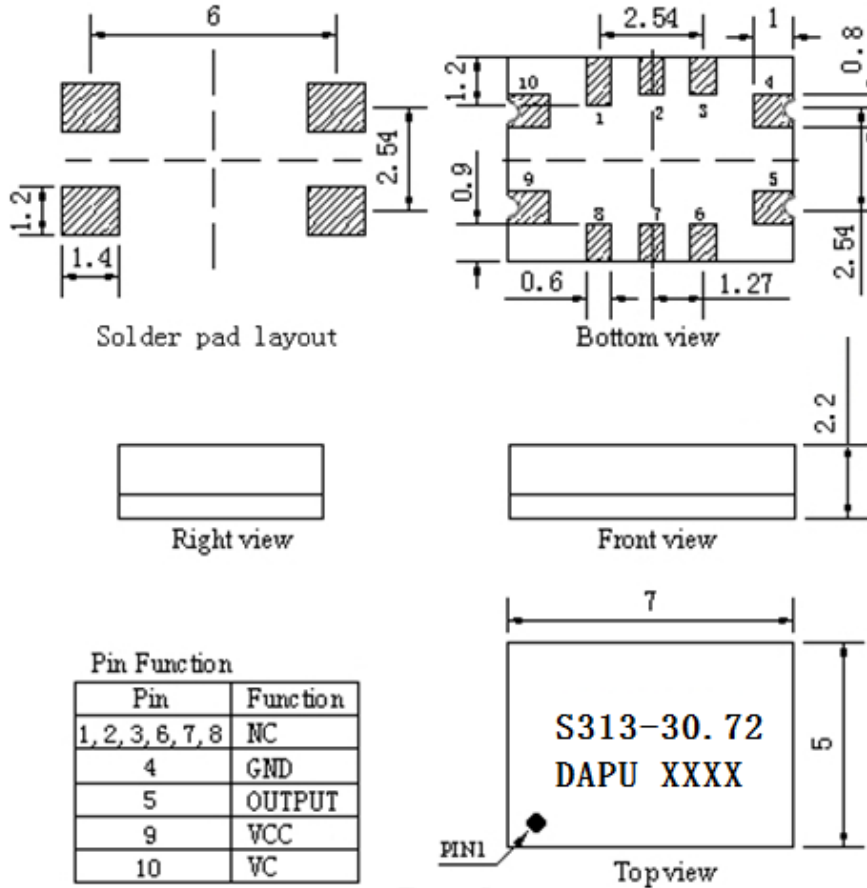 6
2.54
1.2
1.4
Solder pad layout
2.54
1
0.8
1.2
10
1
2
3
4
9
5
0.9
8
7
6
2.54
0.6
1.27
Bottom view
Right view
2.2
Front view
Pin Function
Pin Function
1, 2, 3, 6, 7, 8 NC
4 GND
5 OUTPUT
9 VCC
10 VC
7
S313-30.72
DAPU XXXX
5
PIN1
Top view